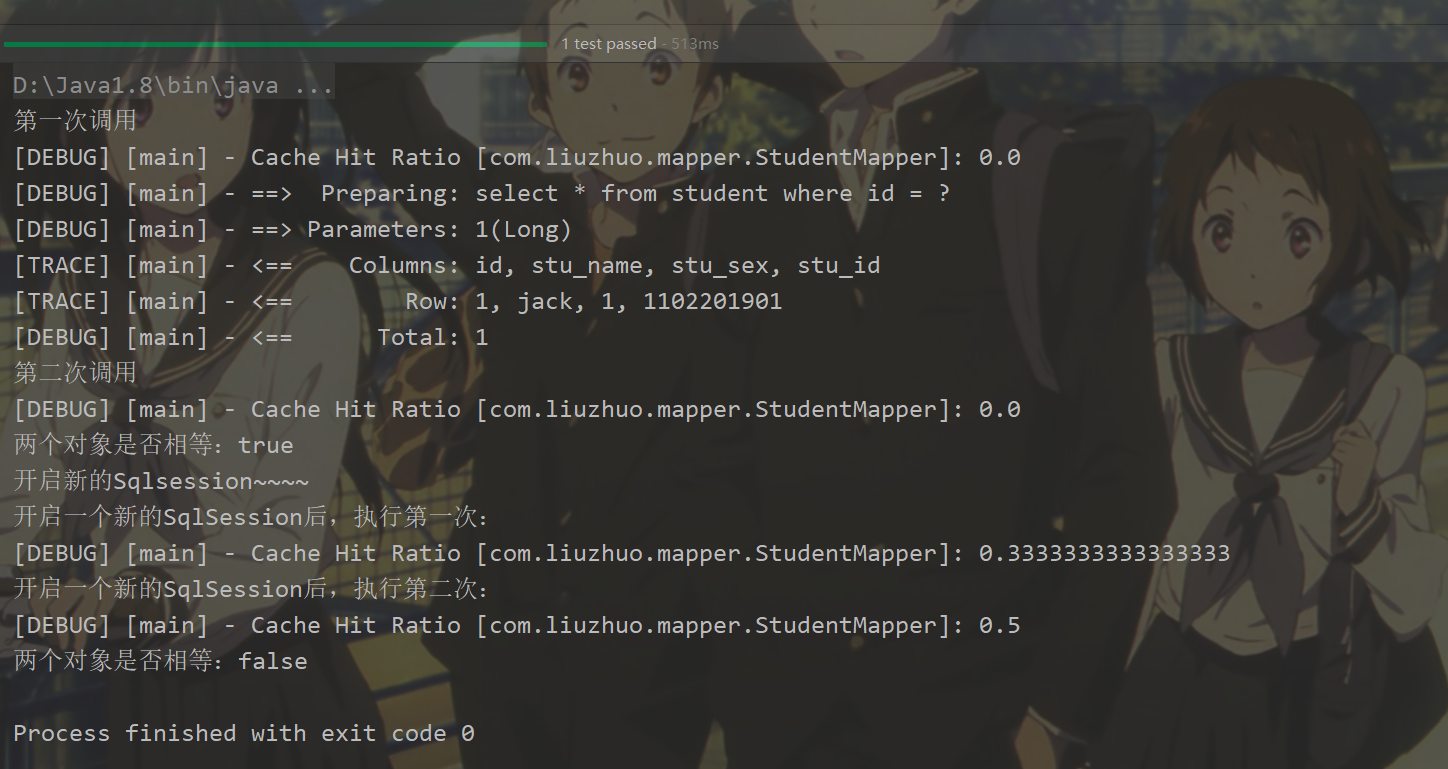 1 test passed - 513ms
D:\Java1.8\bin\java ...
第一次调用
[DEBUG] [main] - Cache Hit Ratio [com.liuzhuo.mapper.StudentMapper]: 0.0
[DEBUG] [main] - ==>  Preparing: select * from student where id = ?
[DEBUG] [main] - ==> Parameters: 1(Long)
[TRACE] [main] - <==    Columns: id, stu_name, stu_sex, stu_id
[TRACE] [main] - <==        Row: 1, jack, 1, 1102201901
[DEBUG] [main] - <==      Total: 1
第二次调用
[DEBUG] [main] - Cache Hit Ratio [com.liuzhuo.mapper.StudentMapper]: 0.0
两个对象是否相等：true
开启新的Sqlsession~~~~
开启一个新的SqlSession后，执行第一次：
[DEBUG] [main] - Cache Hit Ratio [com.liuzhuo.mapper.StudentMapper]: 0.3333333333333333
开启一个新的SqlSession后，执行第二次：
[DEBUG] [main] - Cache Hit Ratio [com.liuzhuo.mapper.StudentMapper]: 0.5
两个对象是否相等：false
Process finished with exit code 0